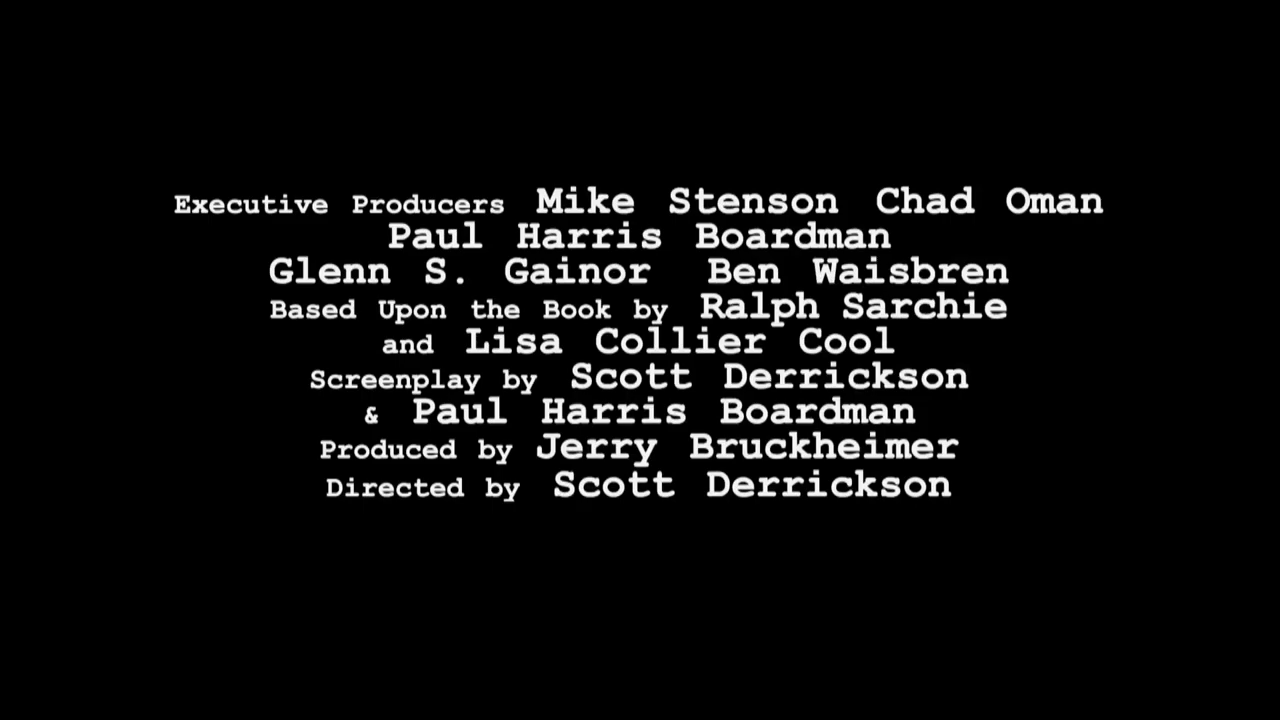 Executive Producers Mike Stenson Chad Oman
Paul Harris Boardman
Glenn S. Gainor Ben Waisbren
Based Upon the Book by Ralph Sarchie
and Lisa Collier Cool
Screenplay by Scott Derrickson
& Paul Harris Boardman
Produced by Jerry Bruckheimer
Directed by Scott Derrickson